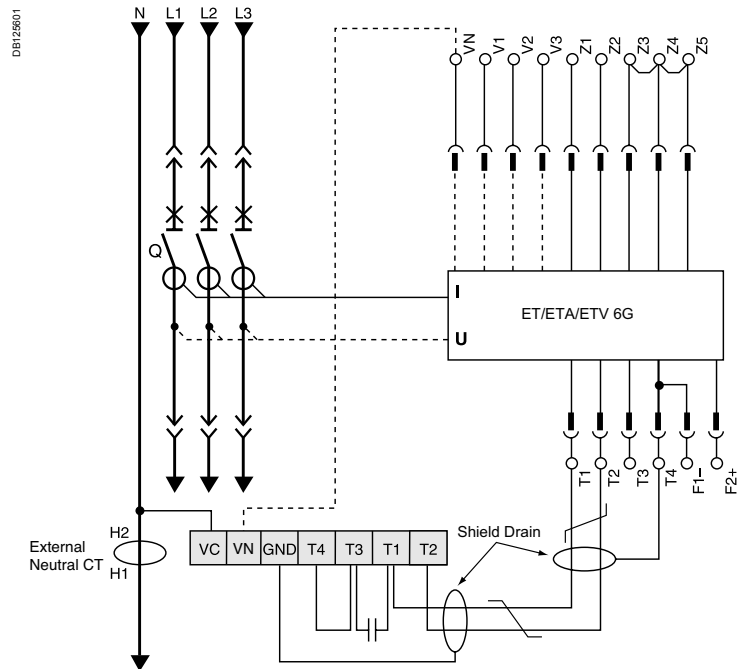 DB125601
N L1 L2 L3
VN V1 V2 V3 Z1 Z2 Z3 Z4 Z5
Q
I
ET/ETA/ETV 6G
U
T1 T2 T3 T4 F1– F2+
H2
External
Neutral CT
H1
VC VN GND T4 T3 T1 T2
Shield Drain